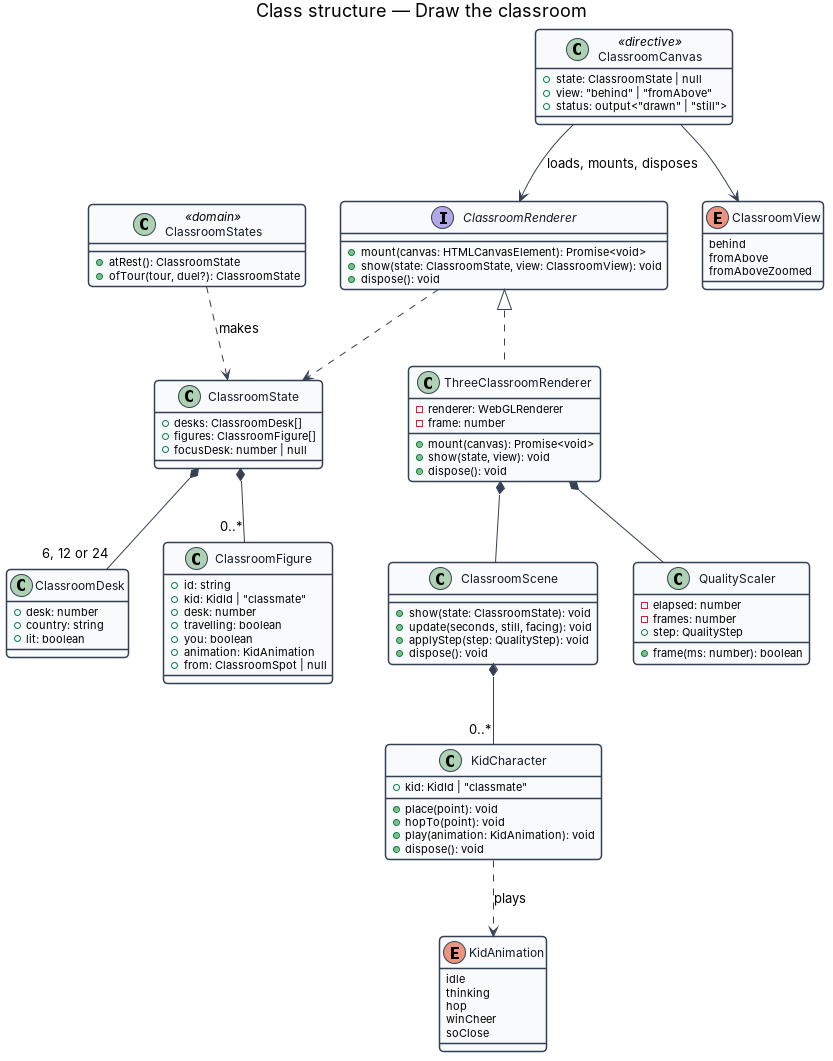 Class structure — Draw the classroom
C
«directive»
ClassroomCanvas
state: ClassroomState | null
view: "behind" | "fromAbove"
status: output<"drawn" | "still">
loads, mounts, disposes
C
«domain»
ClassroomStates
atRest(): ClassroomState
ofTour(tour, duel?): ClassroomState
I
ClassroomRenderer
mount(canvas: HTMLCanvasElement): Promise<void>
show(state: ClassroomState, view: ClassroomView): void
dispose(): void
E
ClassroomView
behind
fromAbove
fromAboveZoomed
makes
C
ClassroomState
desks: ClassroomDesk[]
figures: ClassroomFigure[]
focusDesk: number | null
C
ThreeClassroomRenderer
renderer: WebGLRenderer
frame: number
mount(canvas): Promise<void>
show(state, view): void
dispose(): void
6, 12 or 24
0..*
C
ClassroomDesk
desk: number
country: string
lit: boolean
C
ClassroomFigure
id: string
kid: KidId | "classmate"
desk: number
travelling: boolean
you: boolean
animation: KidAnimation
from: ClassroomSpot | null
C
ClassroomScene
show(state: ClassroomState): void
update(seconds, still, facing): void
applyStep(step: QualityStep): void
dispose(): void
C
QualityScaler
elapsed: number
frames: number
step: QualityStep
frame(ms: number): boolean
0..*
C
KidCharacter
kid: KidId | "classmate"
place(point): void
hopTo(point): void
play(animation: KidAnimation): void
dispose(): void
plays
E
KidAnimation
idle
thinking
hop
winCheer
soClose